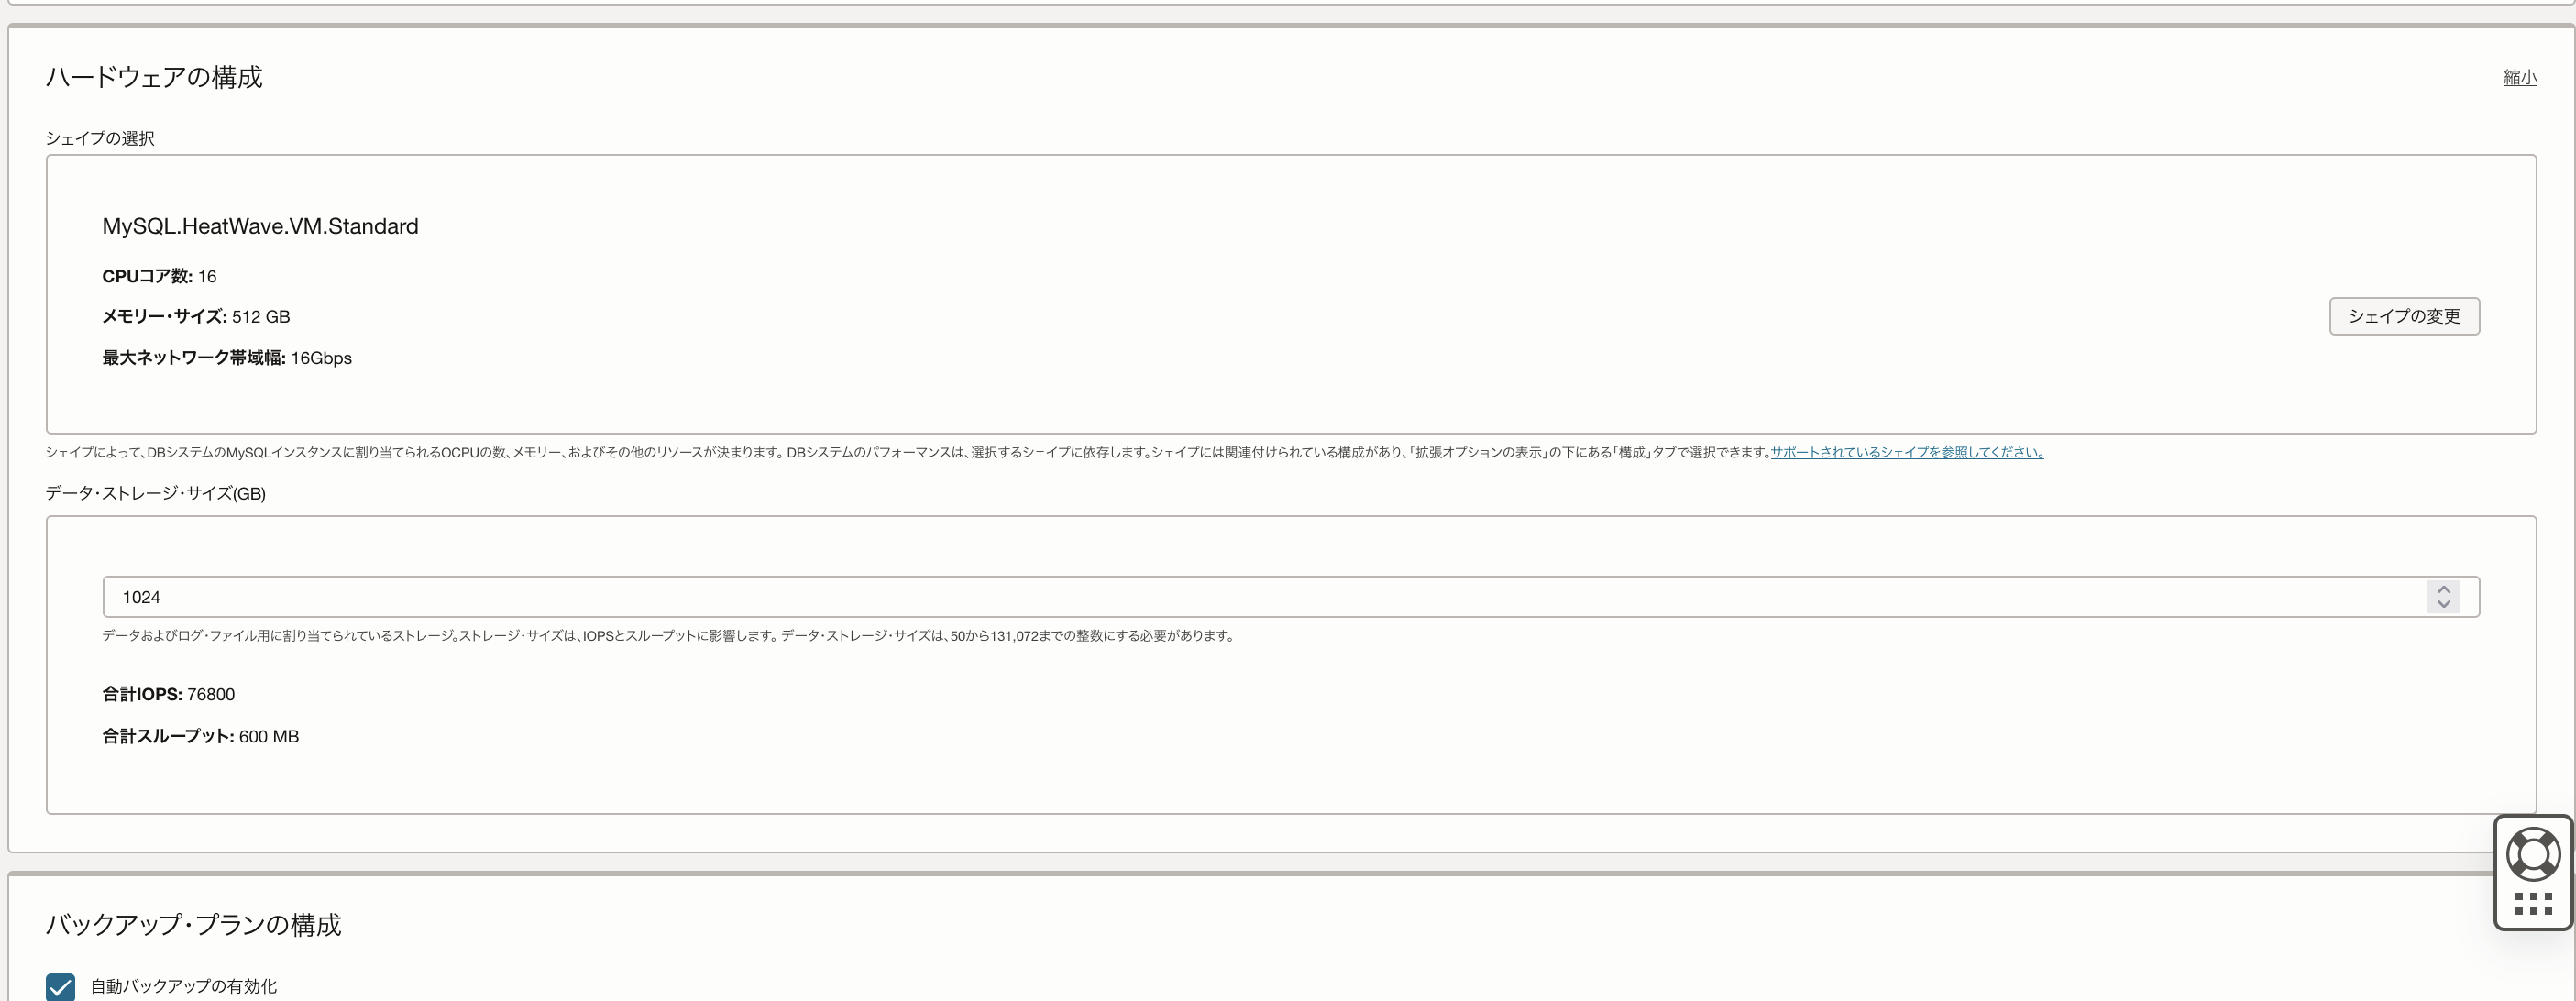 ハードウェアの構成
縮小
シェイプの選択
MySQL.HeatWave.VM.Standard
CPUコア数: 16
メモリー・サイズ: 512 GB
シェイプの変更
最大ネットワーク帯域幅: 16Gbps
シェイプによって、DBシステムのMySQLインスタンスに割り当てられるOCPUの数、メモリー、およびその他のリソースが決まります。DBシステムのパフォーマンスは、選択するシェイプに依存します。シェイプには関連付けられている構成があり、「拡張オプションの表示」の下にある「構成」タブで選択できます。サポートされているシェイプを参照してください。
データ・ストレージ・サイズ(GB)
1024
データおよびログ・ファイル用に割り当てられているストレージ。ストレージ・サイズは、IOPSとスループットに影響します。データ・ストレージ・サイズは、50から131,072までの整数にする必要があります。
合計IOPS: 76800
合計スループット: 600 MB
バックアップ・プランの構成
自動バックアップの有効化